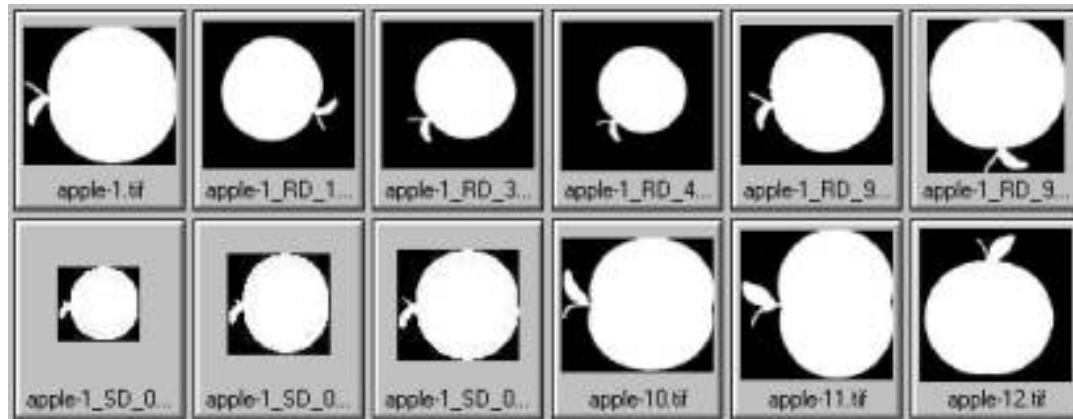 apple-1.tif
apple-1_RD_1...
apple-1_RD_3...
apple-1_RD_4...
apple-1_RD_9...
apple-1_RD_9...
apple-1_SD_0...
apple-1_SD_0...
apple-1_SD_0...
apple-10.tif
apple-11.tif
apple-12.tif